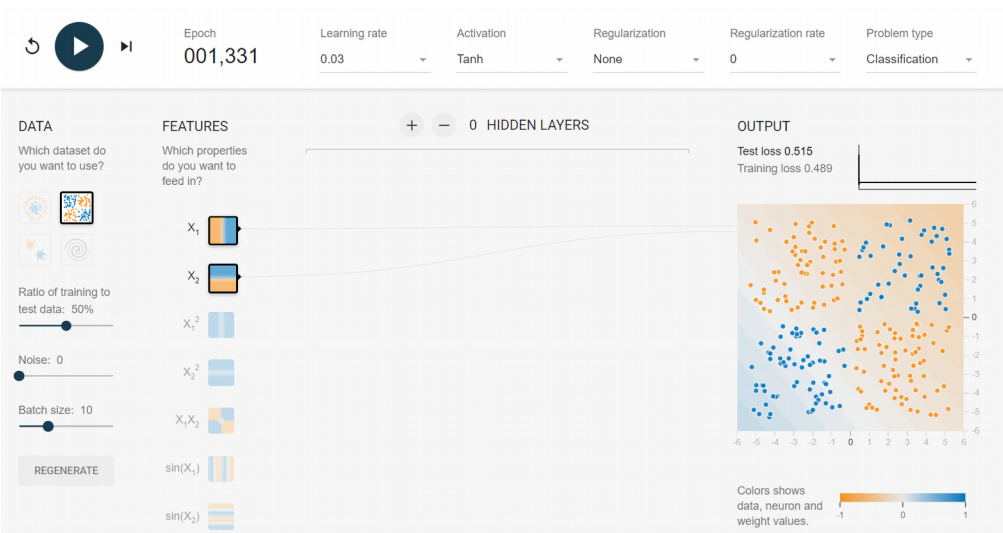 Epoch
001,331
Learning rate
0.03
Activation
Tanh
Regularization
None
Regularization rate
0
Problem type
Classification
DATA
Which dataset do
you want to use?
Ratio of training to
test data: 50%
Noise: 0
Batch size: 10
REGENERATE
FEATURES
Which properties
do you want to
feed in?
X₁
X₂
X₁²
X₂²
X₁X₂
sin(X₁)
sin(X₂)
+ − 0 HIDDEN LAYERS
OUTPUT
Test loss 0.515
Training loss 0.489
6
5
4
3
2
1
0
-1
-2
-3
-4
-5
-6
-6 -5 -4 -3 -2 -1 0 1 2 3 4 5 6
Colors shows
data, neuron and
weight values.
-1 0 1